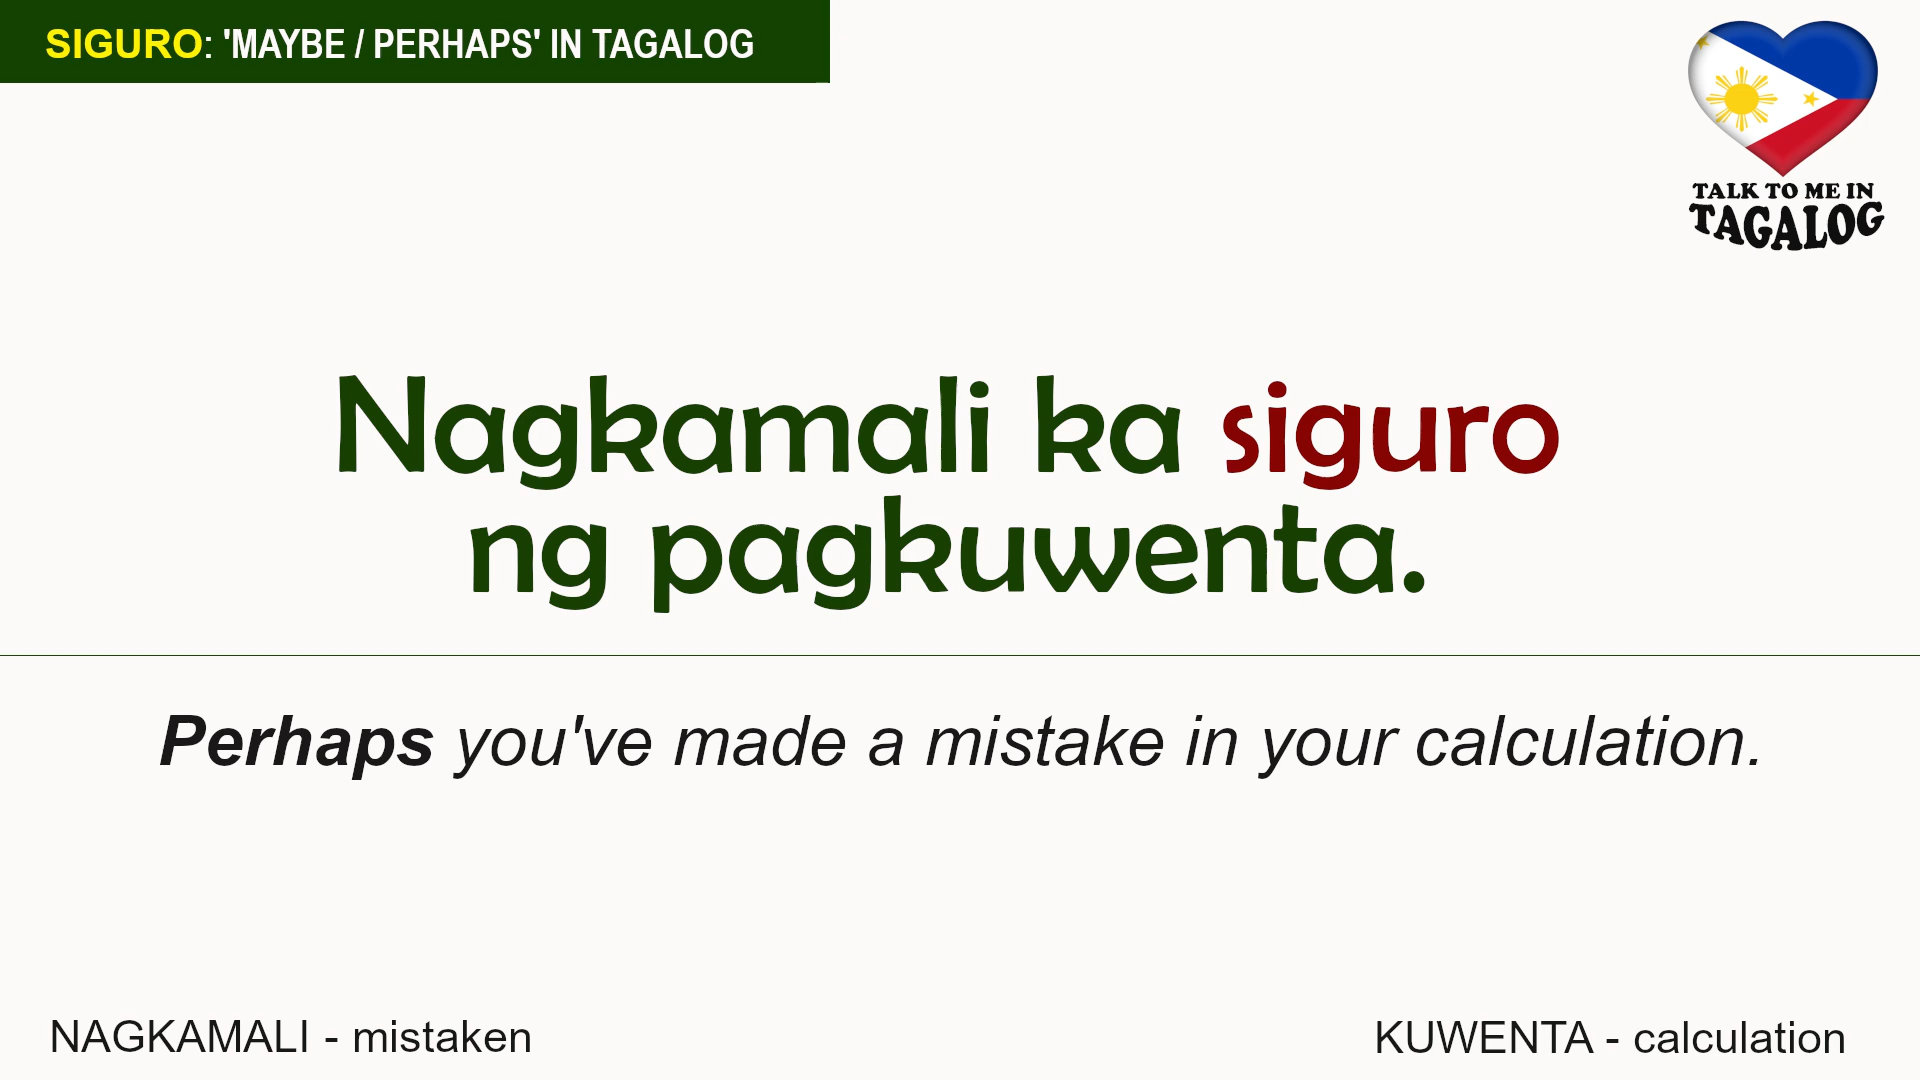 SIGURO: 'MAYBE / PERHAPS' IN TAGALOG
TALK TO ME IN
TAGALOG
Nagkamali ka siguro
ng pagkuwenta.
Perhaps you've made a mistake in your calculation.
NAGKAMALI - mistaken
KUWENTA - calculation